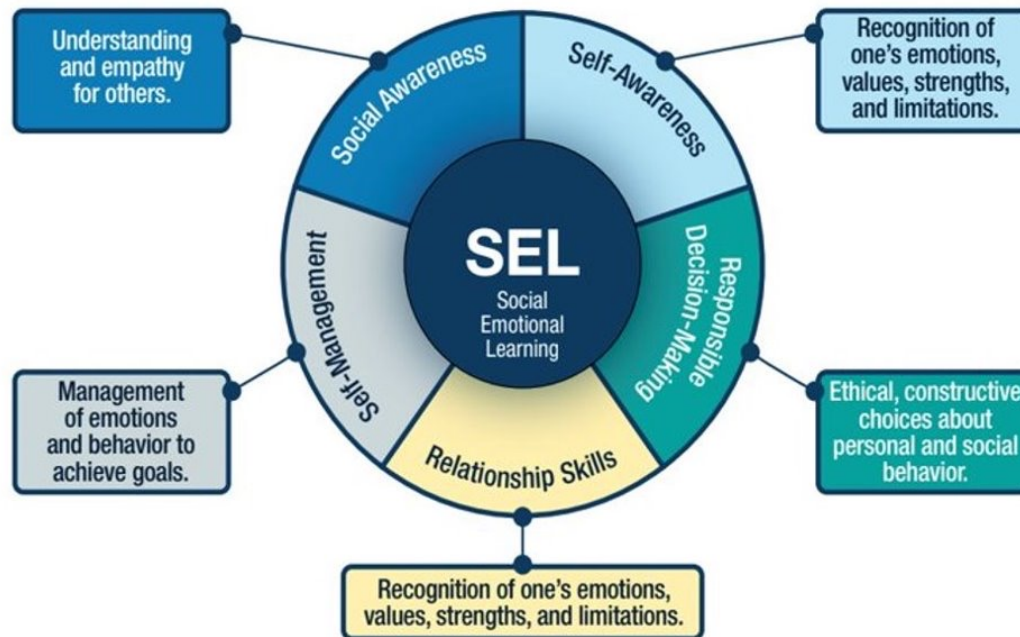 Understanding
and empathy
for others.
Social Awareness
Self-Awareness
Recognition of
one's emotions,
values, strengths,
and limitations.
SEL
Social
Emotional
Learning
Self-Management
Responsible
Decision-Making
Management
of emotions
and behavior to
achieve goals.
Relationship Skills
Ethical, constructive
choices about
personal and social
behavior.
Recognition of one's emotions,
values, strengths, and limitations.